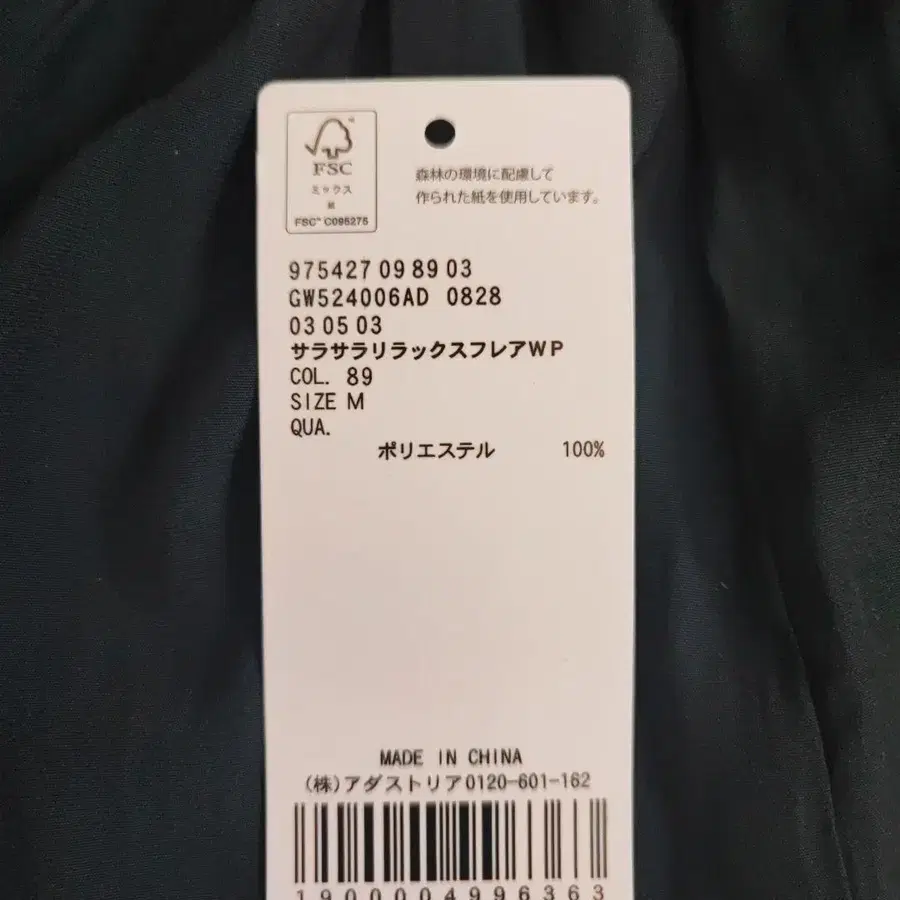 FSC
ミックス
紙
FSC™ C095275
森林の環境に配慮して
作られた紙を使用しています。
975427 09 89 03
GW524006AD 0828
03 05 03
サラサラリラックスフレアWP
COL. 89
SIZE M
QUA.
ポリエステル 100%
MADE IN CHINA
(株)アダストリア0120-601-162
1900004996363